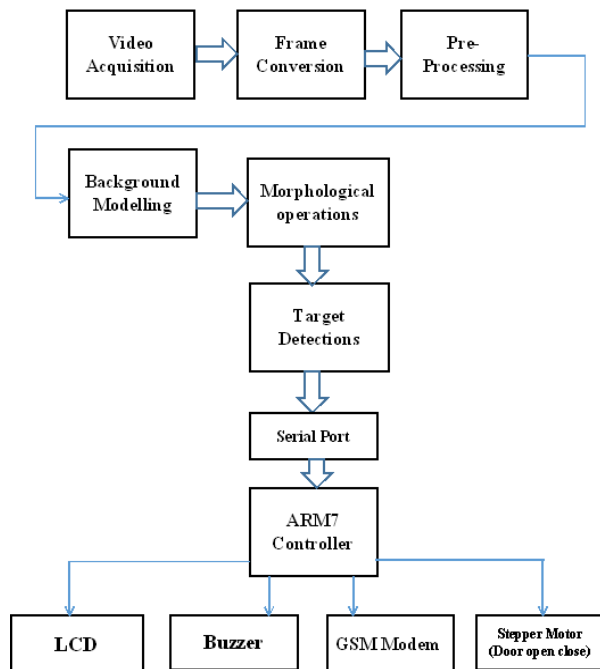 Video
Acquisition
Frame
Conversion
Pre-
Processing
Background
Modelling
Morphological
operations
Target
Detections
Serial Port
ARM7
Controller
LCD
Buzzer
GSM Modem
Stepper Motor
(Door open close)